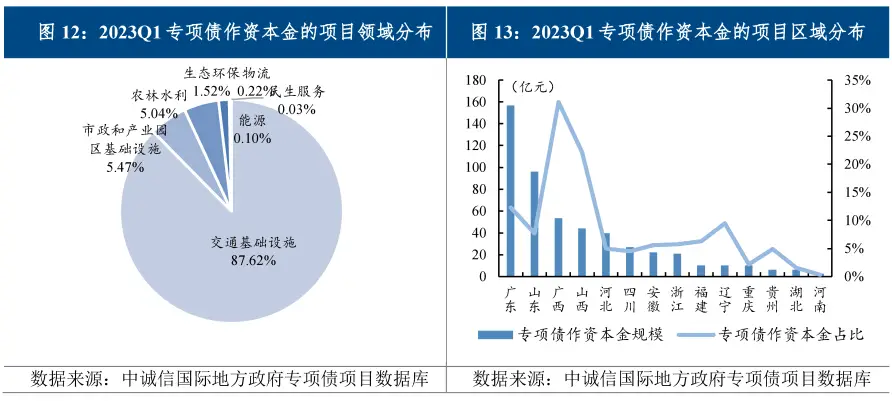 图 12：2023Q1 专项债作资本金的项目领域分布
生态环保
1.52%
物流
0.22%
民生服务
0.03%
农林水利
5.04%
能源
0.10%
市政和产业园
区基础设施
5.47%
交通基础设施
87.62%
数据来源：中诚信国际地方政府专项债项目数据库
图 13：2023Q1 专项债作资本金的项目区域分布
（亿元）
180
160
140
120
100
80
60
40
20
0
35%
30%
25%
20%
15%
10%
5%
0%
广东
山东
广西
山西
河北
四川
安徽
浙江
福建
辽宁
重庆
贵州
湖北
河南
专项债作资本金规模
专项债作资本金占比
数据来源：中诚信国际地方政府专项债项目数据库